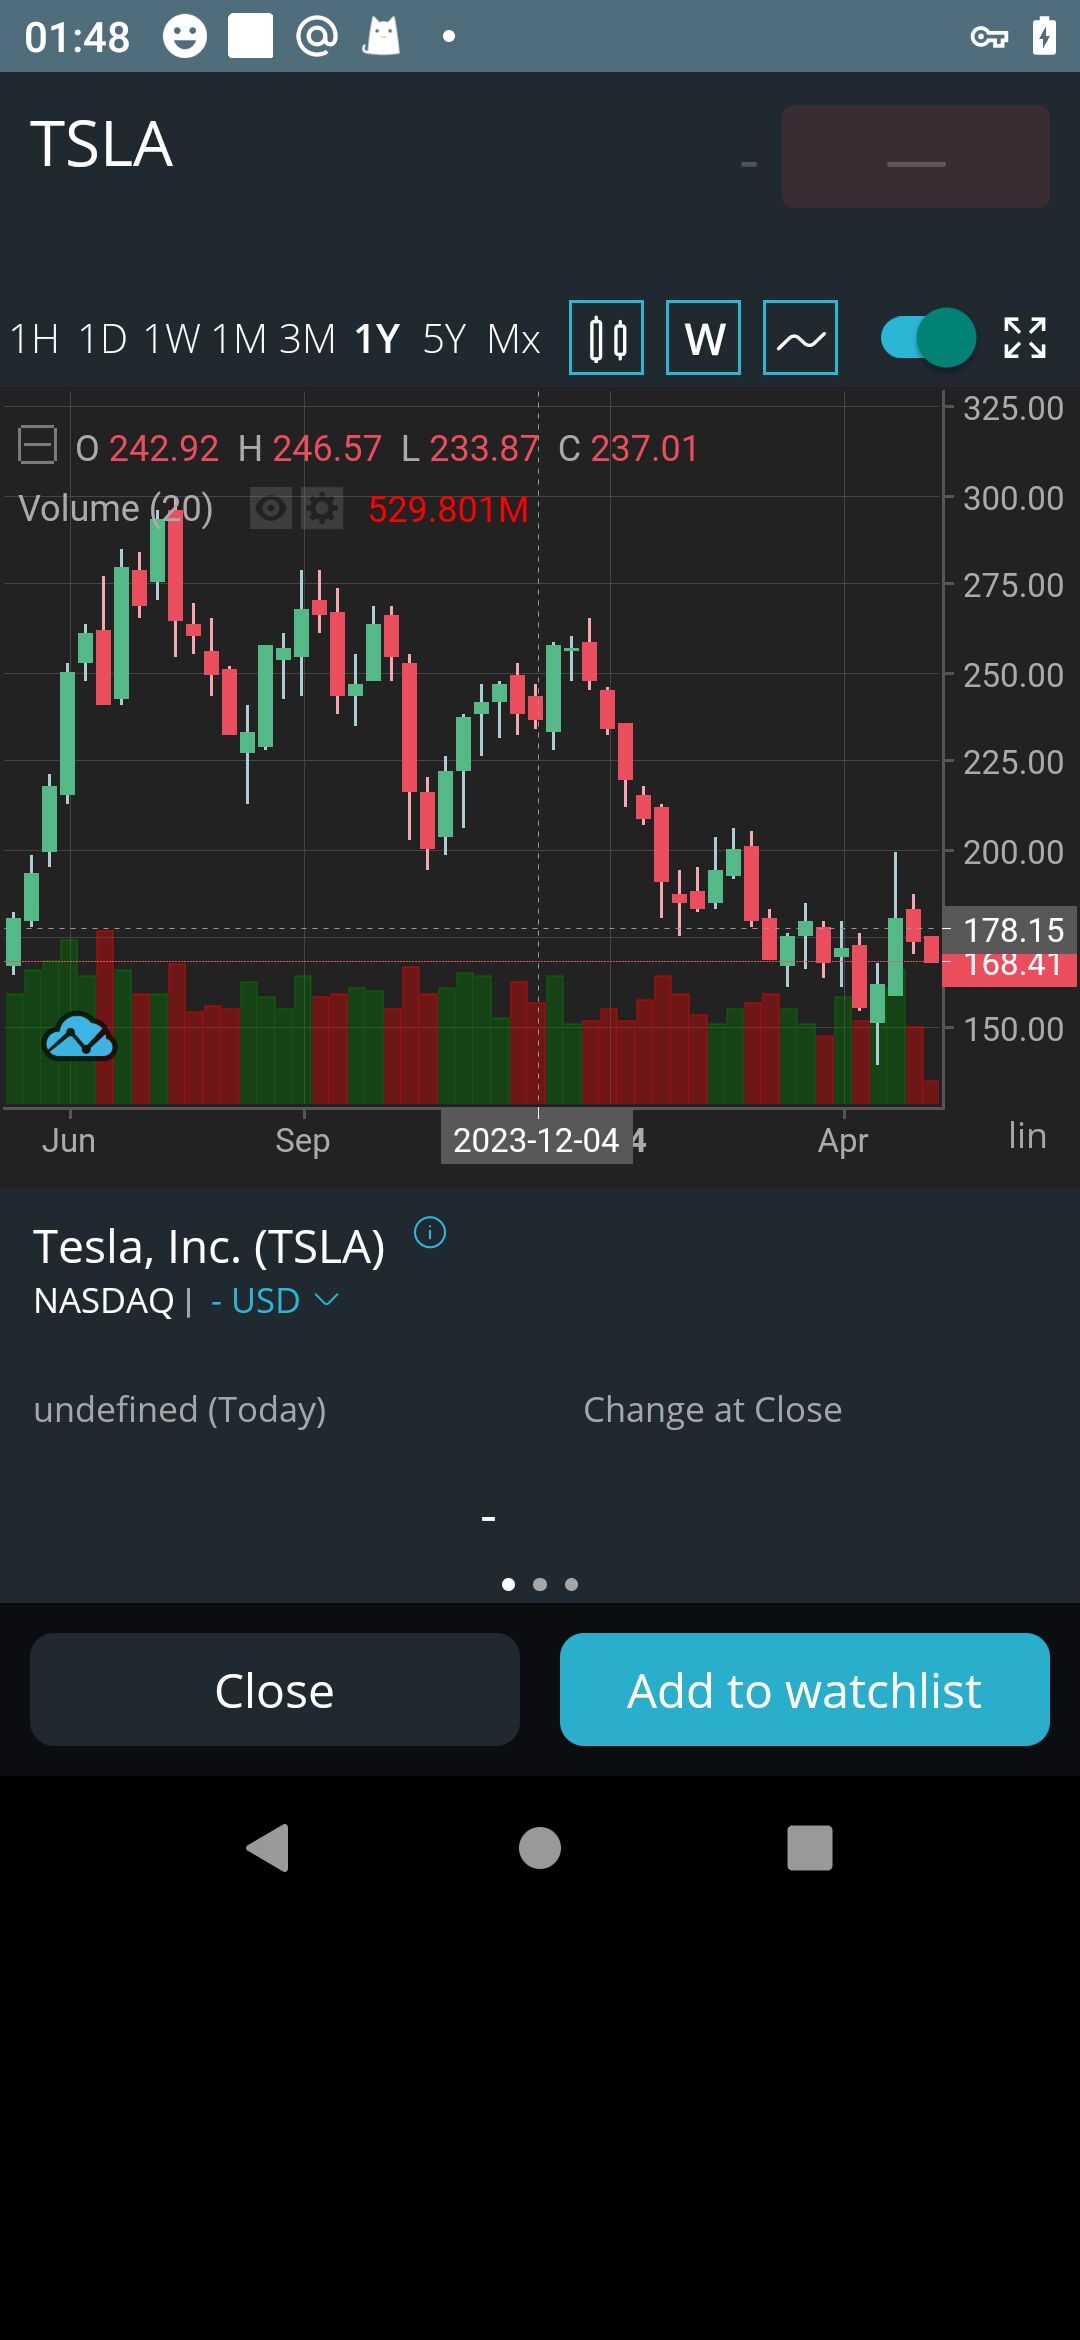 01:48
TSLA
-
1H 1D 1W 1M 3M 1Y 5Y Mx W
325.00
O 242.92 H 246.57 L 233.87 C 237.01
Volume (20) 529.801M
300.00
275.00
250.00
225.00
200.00
178.15
168.41
150.00
Jun Sep 2023-12-04 4 Apr lin
Tesla, Inc. (TSLA)
NASDAQ | - USD
undefined (Today) Change at Close
-
Close Add to watchlist